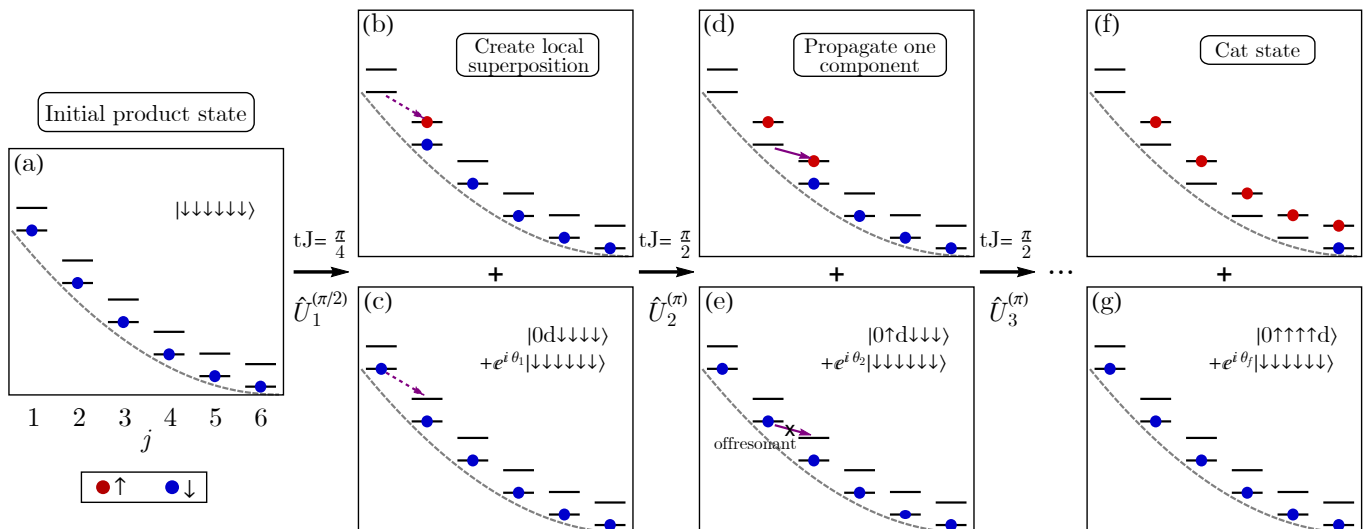 Initial product state
(a)
|↓↓↓↓↓↓⟩
1 2 3 4 5 6
j
↑ ↓
tJ= π/4
Û₁^(π/2)
(b)
Create local
superposition
+
(c)
|0d↓↓↓↓⟩
+e^{iθ₁}|↓↓↓↓↓↓⟩
tJ= π/2
Û₂^(π)
(d)
Propagate one
component
+
(e)
|0↑d↓↓↓⟩
+e^{iθ₂}|↓↓↓↓↓↓⟩
x
offresonant
tJ= π/2
Û₃^(π)
...
(f)
Cat state
+
(g)
|0↑↑↑↑d⟩
+e^{iθ_f}|↓↓↓↓↓↓⟩